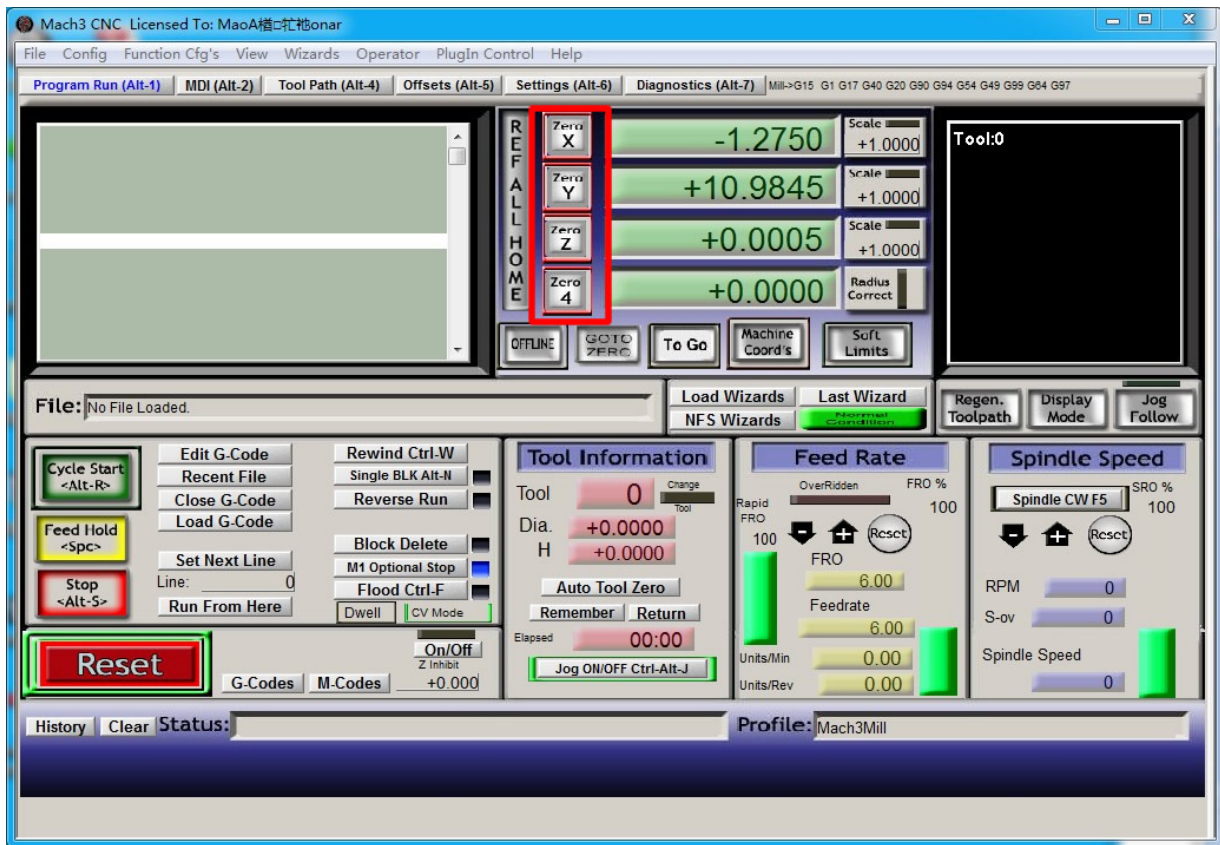 Mach3 CNC Licensed To: MaoA楢□牤衪onar
File Config Function Cfg's View Wizards Operator PlugIn Control Help
Program Run (Alt-1) MDI (Alt-2) Tool Path (Alt-4) Offsets (Alt-5) Settings (Alt-6) Diagnostics (Alt-7) Mill->G15 G1 G17 G40 G20 G90 G94 G54 G49 G99 G64 G97
REF ALL HOME
Zero X -1.2750 Scale +1.0000
Zero Y +10.9845 Scale +1.0000
Zero Z +0.0005 Scale +1.0000
Zero 4 +0.0000 Radius Correct
OFFLINE GOTO ZERO To Go Machine Coord's Soft Limits
Tool:0
File: No File Loaded.
Load Wizards Last Wizard
NFS Wizards Normal Condition
Regen. Toolpath Display Mode Jog Follow
Cycle Start <Alt-R>
Feed Hold <Spc>
Stop <Alt-S>
Edit G-Code
Recent File
Close G-Code
Load G-Code
Set Next Line
Line: 0
Run From Here
Rewind Ctrl-W
Single BLK Alt-N
Reverse Run
Block Delete
M1 Optional Stop
Flood Ctrl-F
Dwell CV Mode
Reset
G-Codes M-Codes
On/Off
Z Inhibit
+0.000
Tool Information
Tool 0 Change Tool
Dia. +0.0000
H +0.0000
Auto Tool Zero
Remember Return
Elapsed 00:00
Jog ON/OFF Ctrl-Alt-J
Feed Rate
OverRidden FRO %
100
Rapid FRO
100
Reset
FRO
6.00
Feedrate
6.00
Units/Min 0.00
Units/Rev 0.00
Spindle Speed
Spindle CW F5
SRO %
100
Reset
RPM 0
S-ov 0
Spindle Speed
0
History Clear Status:
Profile: Mach3Mill